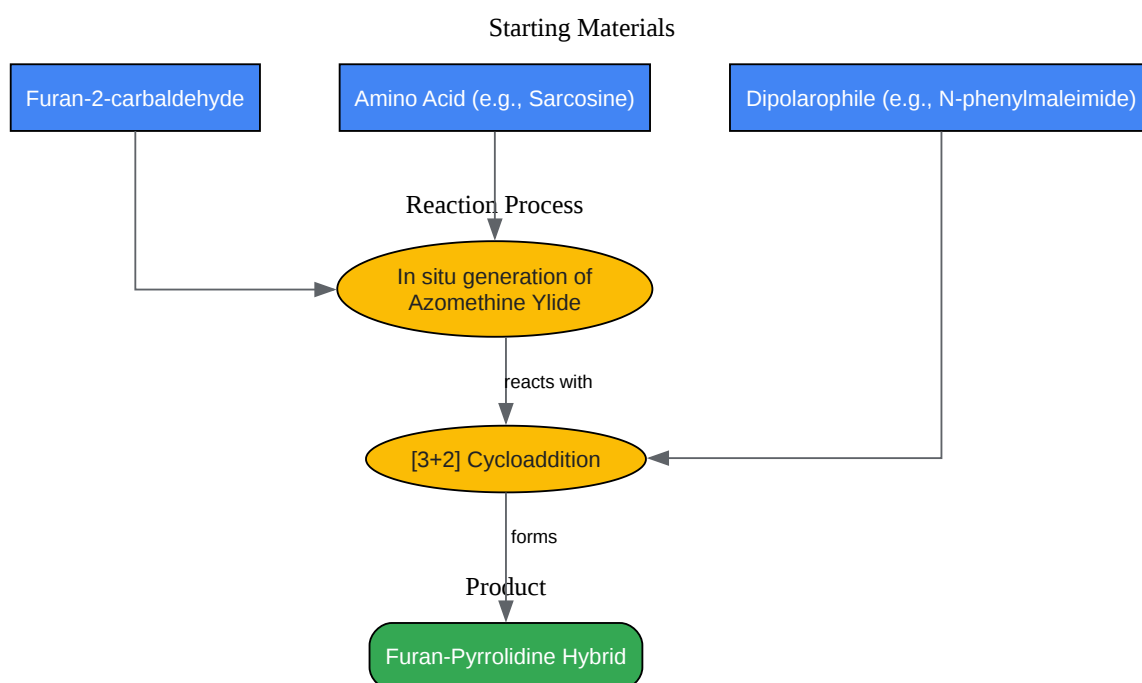 Starting Materials
Furan-2-carbaldehyde
Amino Acid (e.g., Sarcosine)
Dipolarophile (e.g., N-phenylmaleimide)
Reaction Process
In situ generation of
Azomethine Ylide
reacts with
[3+2] Cycloaddition
forms
Product
Furan-Pyrrolidine Hybrid